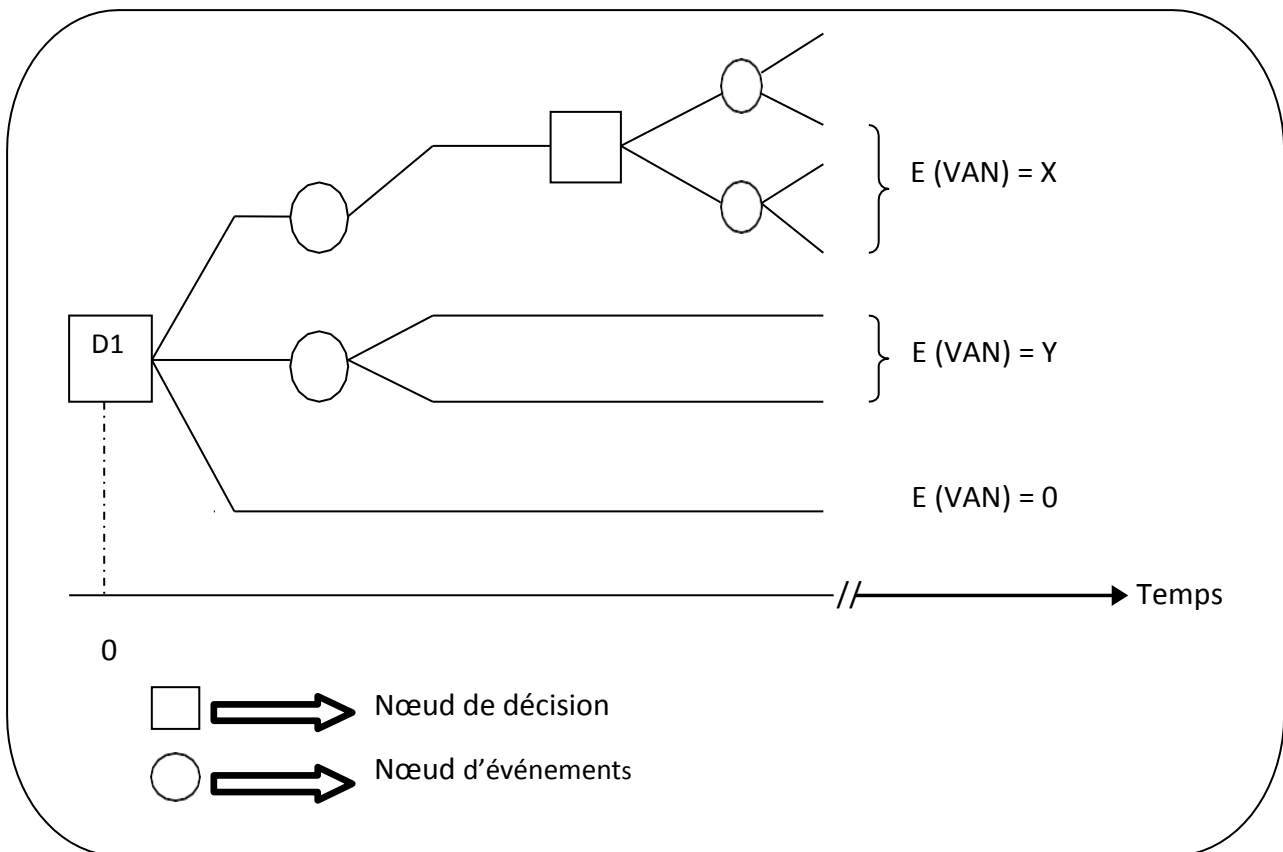 E (VAN) = X
D1
E (VAN) = Y
E (VAN) = 0
Temps
0
Nœud de décision
Nœud d'événements